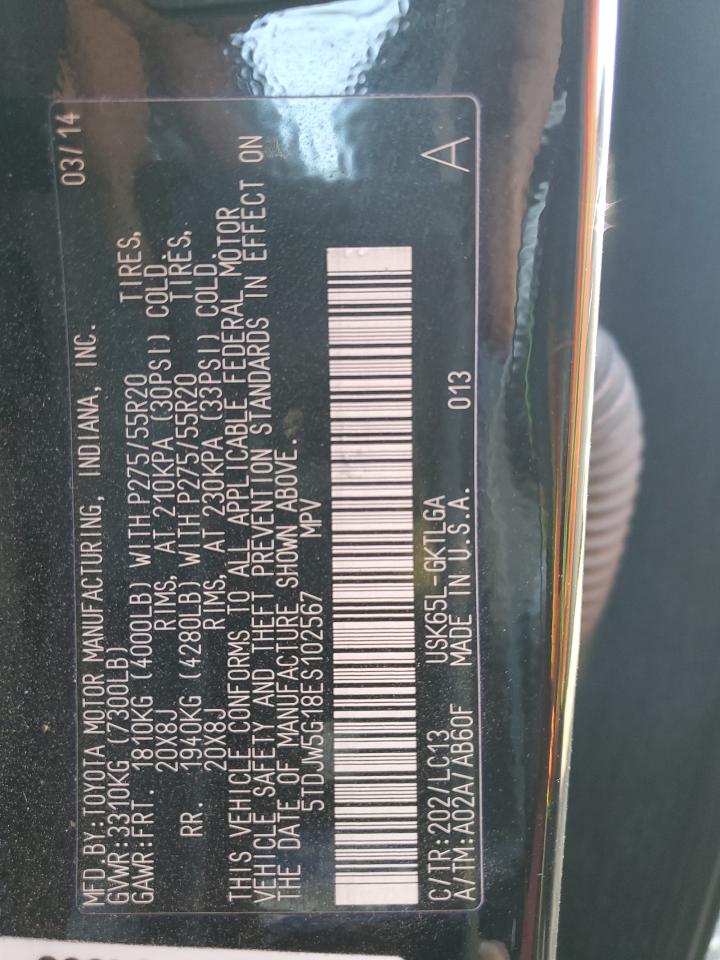 MFD.BY:TOYOTA MOTOR MANUFACTURING, INDIANA, INC. 03/14
GVWR:3310KG (7300LB)
GAWR:FRT. 1810KG (4000LB) WITH P275/55R20 TIRES,
20X8J RIMS, AT 210KPA (30PSI) COLD
RR. 1940KG (4280LB) WITH P275/55R20 TIRES,
20X8J RIMS, AT 230KPA (33PSI) COLD
THIS VEHICLE CONFORMS TO ALL APPLICABLE FEDERAL MOTOR
VEHICLE SAFETY AND THEFT PREVENTION STANDARDS IN EFFECT ON
THE DATE OF MANUFACTURE SHOWN ABOVE.
5TDJW5G18ES102567 MPV
C/TR:202/LC13 USK65L-GKTLGA 013 A
A/TM:A02A/AB60F MADE IN U.S.A.